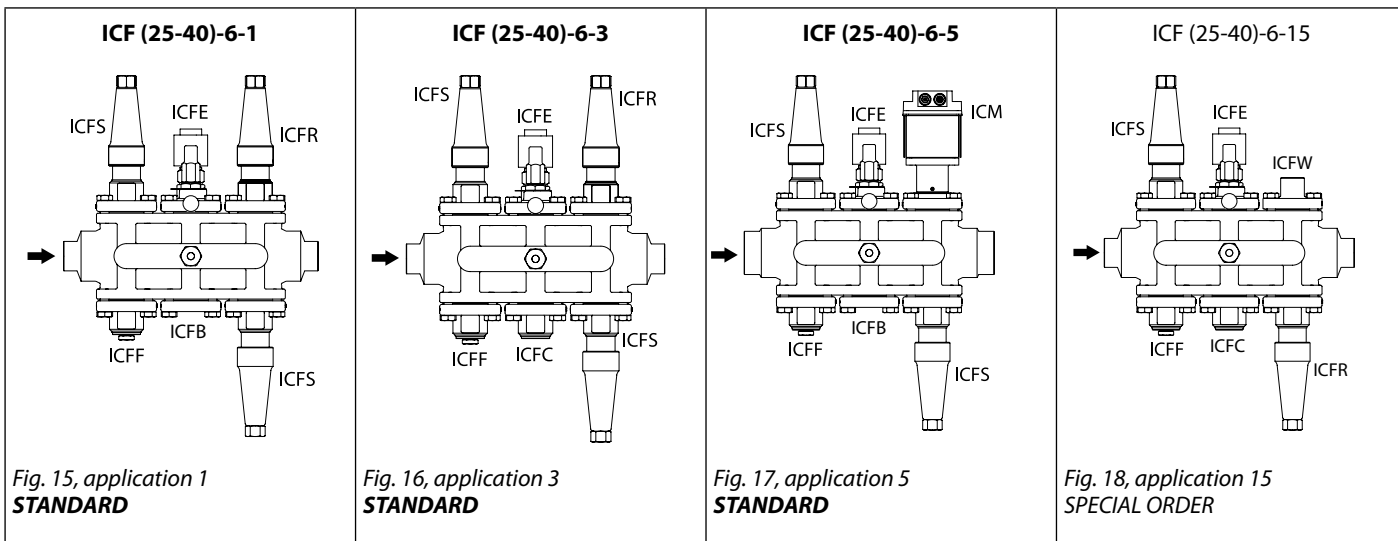 ICF (25-40)-6-1
ICFS
ICFE
ICFR
ICFF
ICFB
ICFS
Fig. 15, application 1
STANDARD
ICF (25-40)-6-3
ICFS
ICFE
ICFR
ICFF
ICFC
ICFS
Fig. 16, application 3
STANDARD
ICF (25-40)-6-5
ICFS
ICFE
ICM
ICFF
ICFB
ICFS
Fig. 17, application 5
STANDARD
ICF (25-40)-6-15
ICFS
ICFE
ICFW
ICFF
ICFC
ICFR
Fig. 18, application 15
SPECIAL ORDER